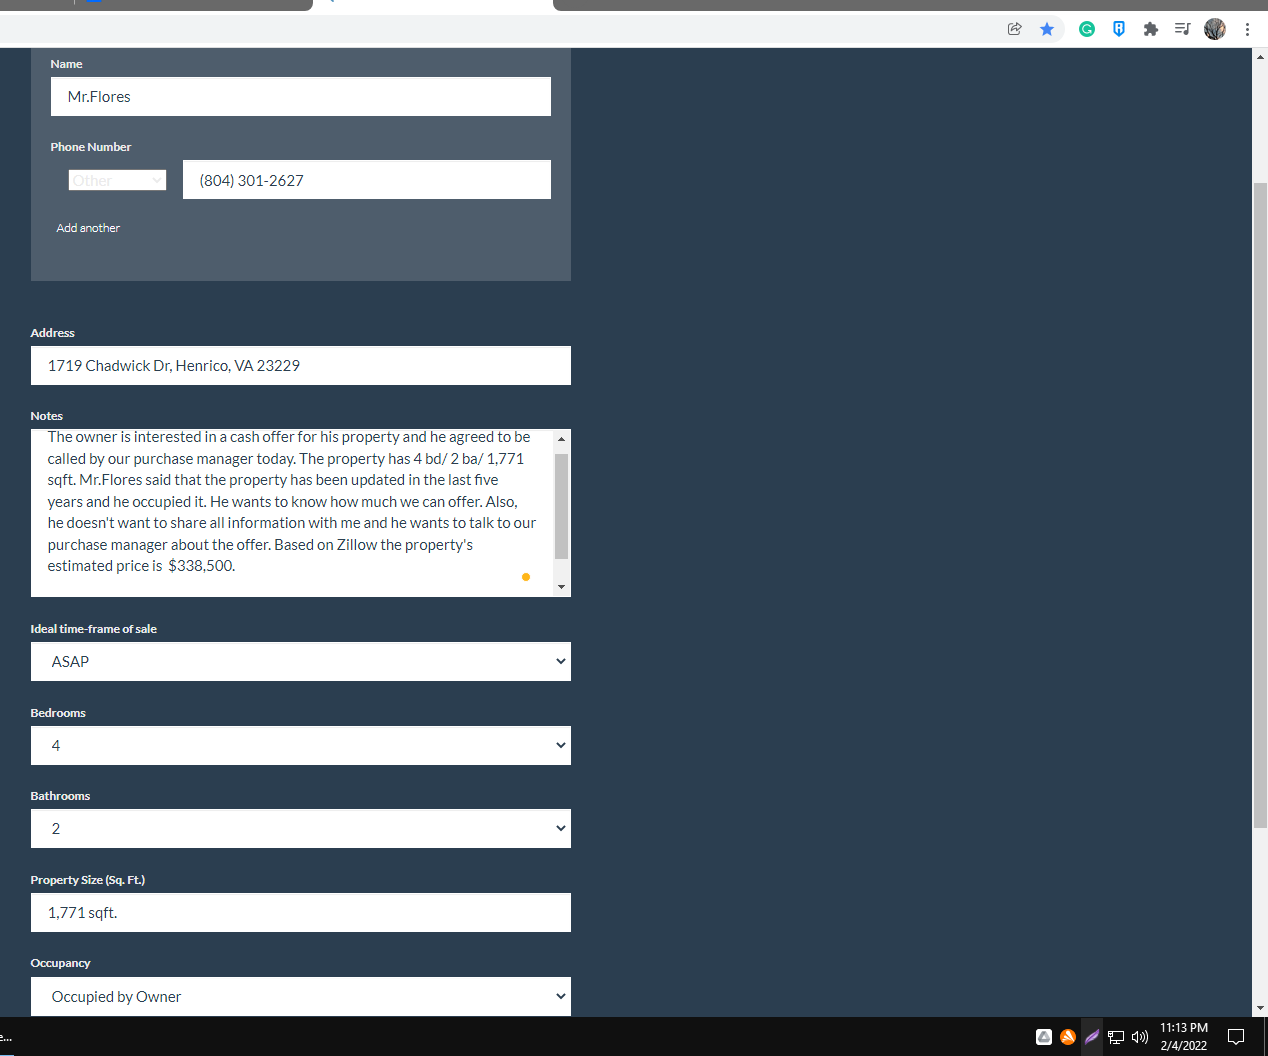 Name
Mr.Flores
Phone Number
Other
(804) 301-2627
Add another
Address
1719 Chadwick Dr, Henrico, VA 23229
Notes
The owner is interested in a cash offer for his property and he agreed to be
called by our purchase manager today. The property has 4 bd/ 2 ba/ 1,771
sqft. Mr.Flores said that the property has been updated in the last five
years and he occupied it. He wants to know how much we can offer. Also,
he doesn't want to share all information with me and he wants to talk to our
purchase manager about the offer. Based on Zillow the property's
estimated price is  $338,500.
Ideal time-frame of sale
ASAP
Bedrooms
4
Bathrooms
2
Property Size (Sq. Ft.)
1,771 sqft.
Occupancy
Occupied by Owner
e...
11:13 PM
2/4/2022